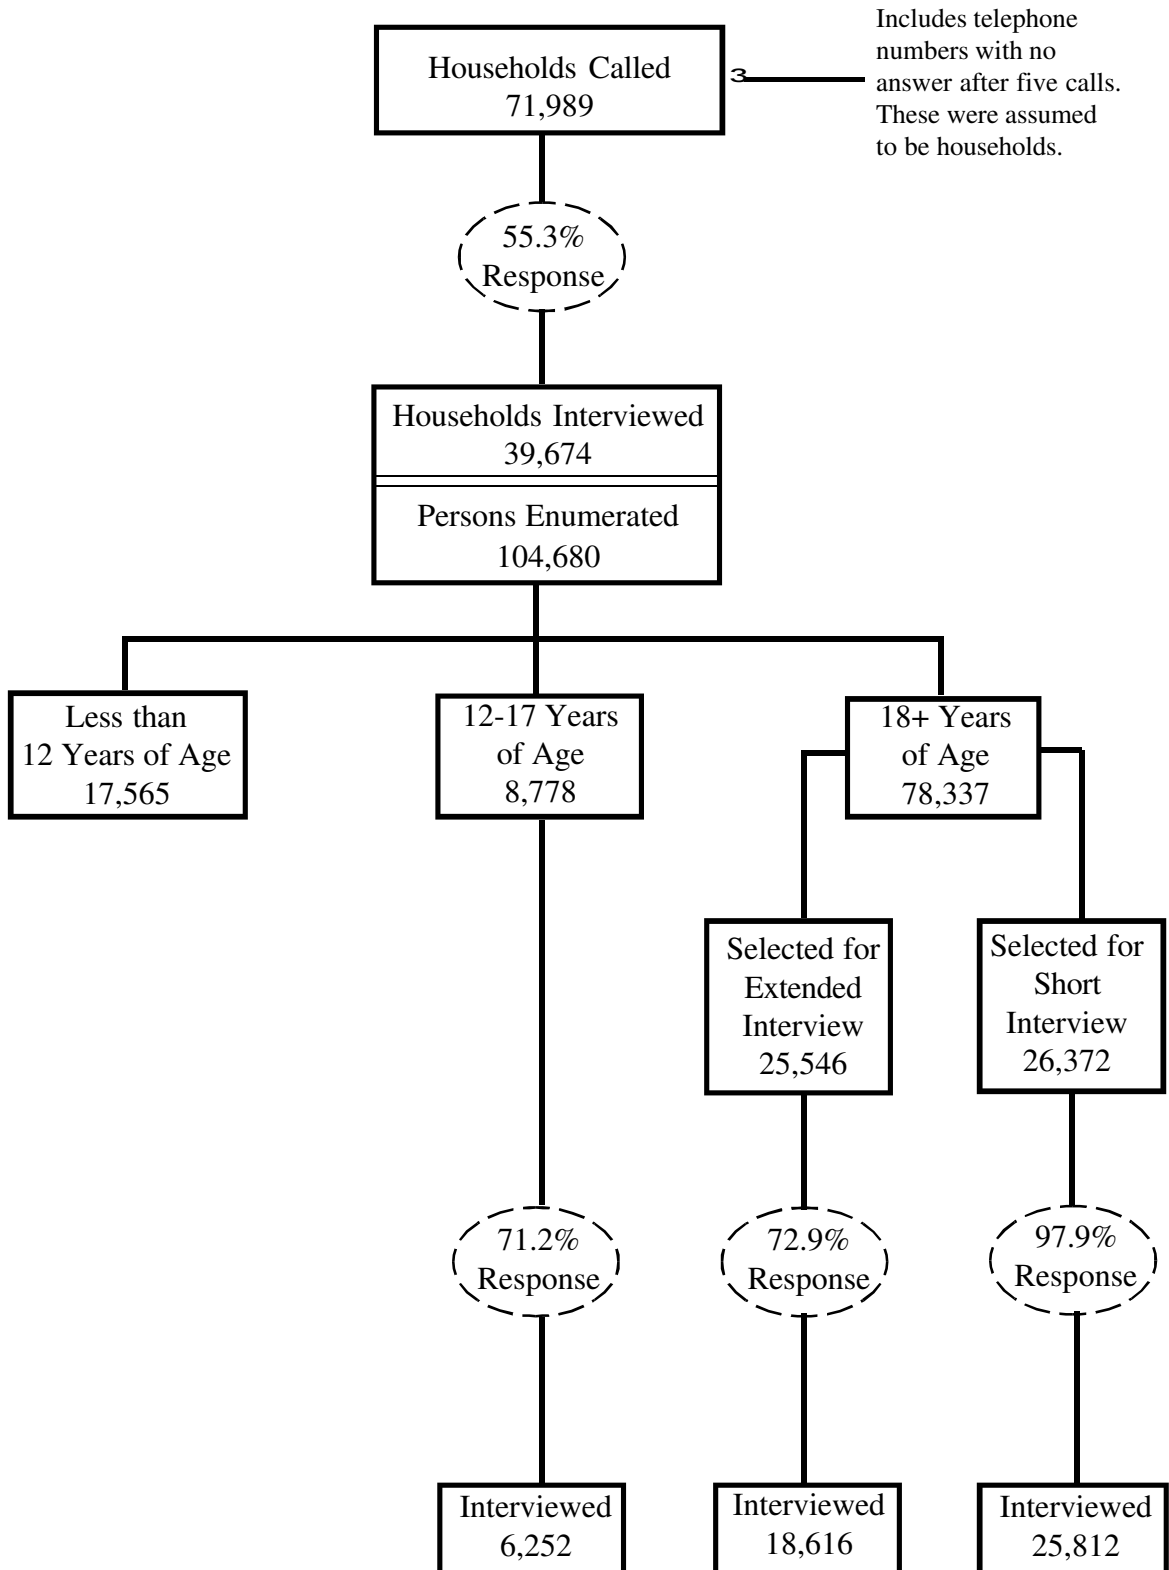 Households Called
71,989
Includes telephone
numbers with no
answer after five calls.
These were assumed
to be households.
55.3%
Response
Households Interviewed
39,674
Persons Enumerated
104,680
Less than
12 Years of Age
17,565
12-17 Years
of Age
8,778
18+ Years
of Age
78,337
Selected for
Extended
Interview
25,546
Selected for
Short
Interview
26,372
71.2%
Response
72.9%
Response
97.9%
Response
Interviewed
6,252
Interviewed
18,616
Interviewed
25,812